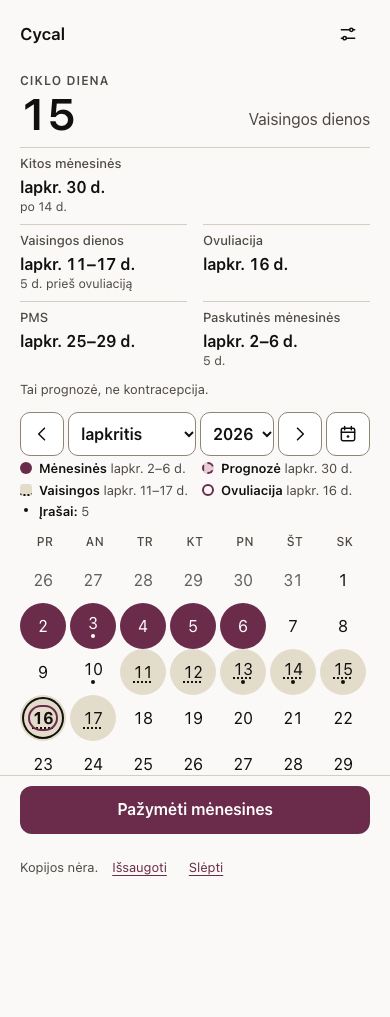 Cycal
CIKLO DIENA
15
Vaisingos dienos
Kitos mėnesinės
lapkr. 30 d.
po 14 d.
Vaisingos dienos
lapkr. 11–17 d.
5 d. prieš ovuliaciją
Ovuliacija
lapkr. 16 d.
PMS
lapkr. 25–29 d.
Paskutinės mėnesinės
lapkr. 2–6 d.
5 d.
Tai prognozė, ne kontracepcija.
lapkritis 2026
Mėnesinės lapkr. 2–6 d. Prognozė lapkr. 30 d.
Vaisingos lapkr. 11–17 d. Ovuliacija lapkr. 16 d.
Įrašai: 5
PR AN TR KT PN ŠT SK
26 27 28 29 30 31 1
2 3 4 5 6 7 8
9 10 11 12 13 14 15
16 17 18 19 20 21 22
23 24 25 26 27 28 29
Pažymėti mėnesines
Kopijos nėra. Išsaugoti Slėpti